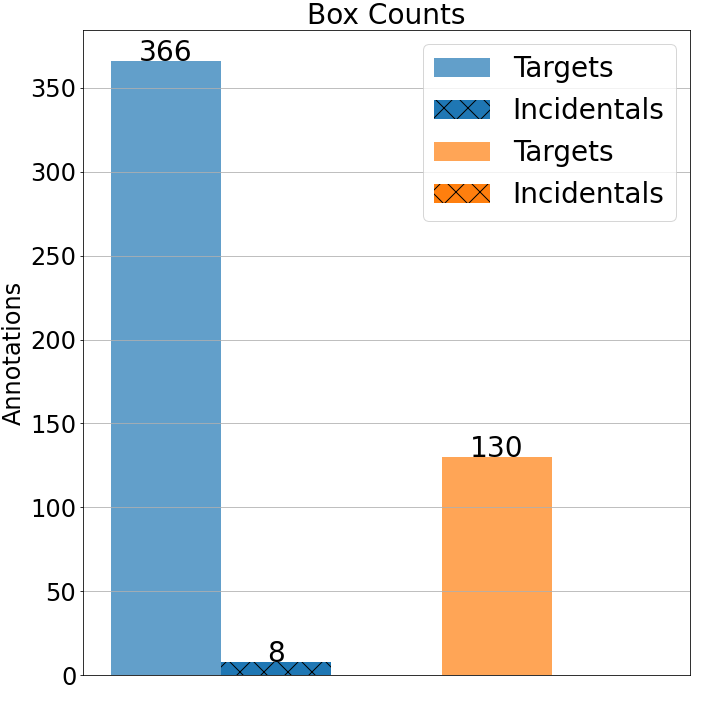 Box Counts
366
Targets
Incidentals
Targets
Incidentals
350
300
250
200
150
100
50
0
Annotations
130
8